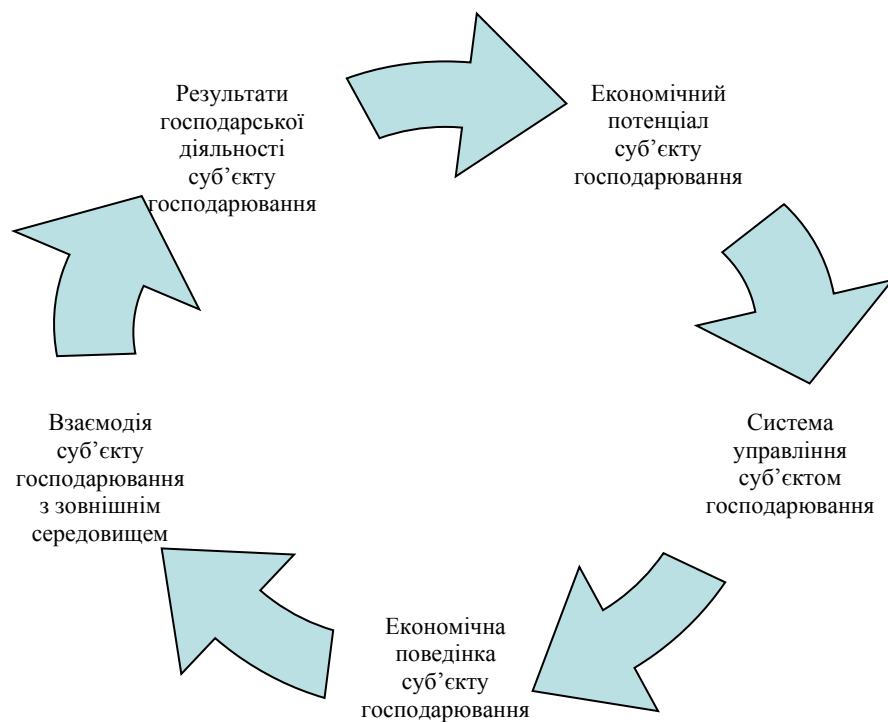 Результати
господарської
діяльності
суб’єкту
господарювання
Економічний
потенціал
суб’єкту
господарювання
Система
управління
суб’єктом
господарювання
Економічна
поведінка
суб’єкту
господарювання
Взаємодія
суб’єкту
господарювання
з зовнішнім
середовищем